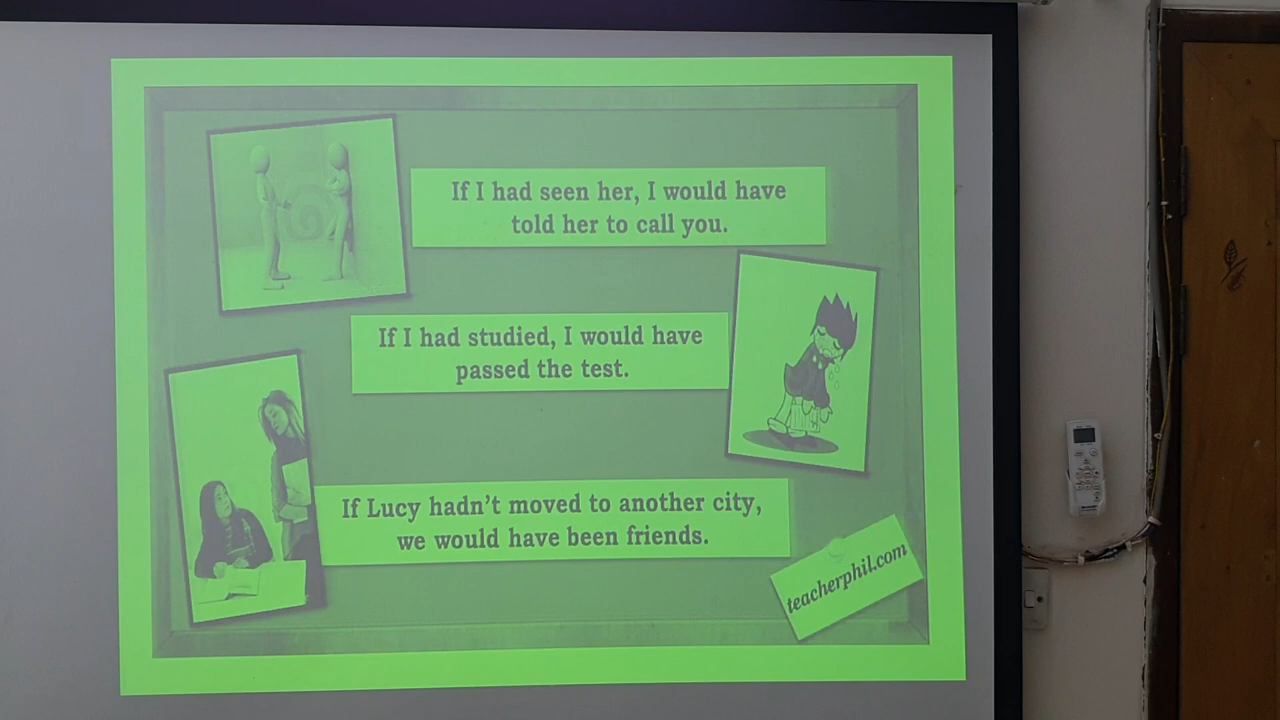 If I had seen her, I would have
told her to call you.
If I had studied, I would have
passed the test.
If Lucy hadn't moved to another city,
we would have been friends.
teacherphil.com